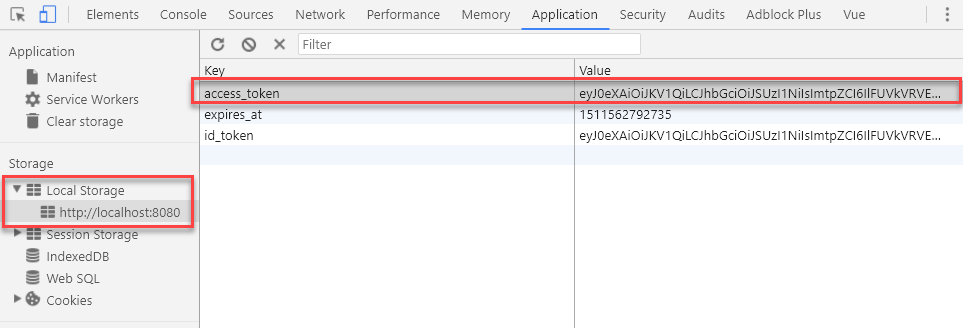 Elements Console Sources Network Performance Memory Application Security Audits Adblock Plus Vue
Application
Manifest
Service Workers
Clear storage
Storage
Local Storage
http://localhost:8080
Session Storage
IndexedDB
Web SQL
Cookies
Filter
Key Value
access_token eyJ0eXAiOiJKV1QiLCJhbGciOiJSUzI1NiIsImtpZCI6IlFUVkVRVE...
expires_at 1511562792735
id_token eyJ0eXAiOiJKV1QiLCJhbGciOiJSUzI1NiIsImtpZCI6IlFUVkVRVE...